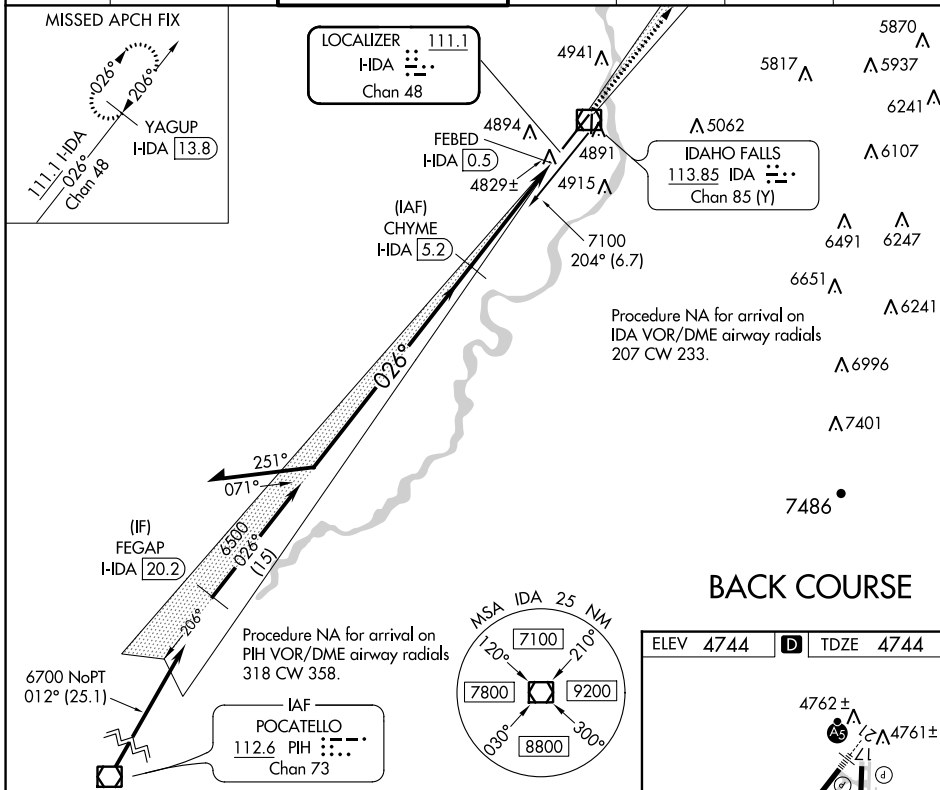 MISSED APCH FIX
026°
206°
YAGUP
I-IDA 13.8
111.1 I-IDA
026°
Chan 48
LOCALIZER 111.1
I-IDA
Chan 48
4941
5870
5817
5937
6241
4894
5062
FEBED
I-IDA 0.5
4829±
4891
4915
IDAHO FALLS
113.85 IDA
Chan 85 (Y)
6107
(IAF)
CHYME
I-IDA 5.2
7100
204° (6.7)
6491
6247
6651
6241
Procedure NA for arrival on
IDA VOR/DME airway radials
207 CW 233.
6996
026°
7401
251°
071°
7486
(IF)
FEGAP
I-IDA 20.2
6500
026°
(15)
206°
BACK COURSE
Procedure NA for arrival on
PIH VOR/DME airway radials
318 CW 358.
6700 NoPT
012° (25.1)
IAF
POCATELLO
112.6 PIH
Chan 73
MSA IDA 25 NM
120°
7100
210°
7800
9200
030°
8800
300°
ELEV 4744
D
TDZE 4744
4762±
A5
4761±
21
17
P